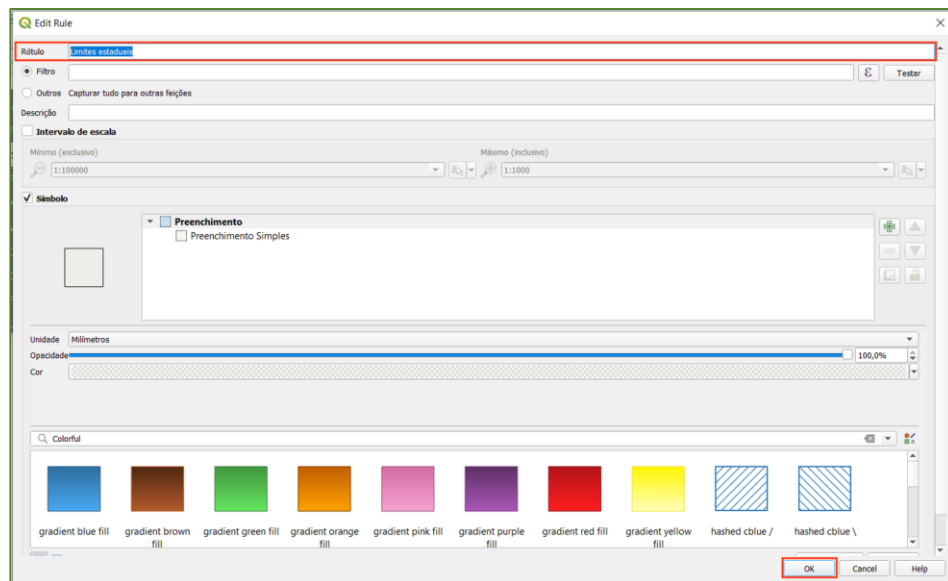 Edit Rule
Rótulo Limites estaduais
Filtro ε Testar
Outros Capturar tudo para outras feições
Descrição
Intervalo de escala
Mínimo (exclusivo) Máximo (inclusivo)
1:100000 1:1000
Símbolo
Preenchimento
Preenchimento Simples
Unidade Milímetros
Opacidade 100,0%
Cor
Colorful
gradient blue fill gradient brown fill gradient green fill gradient orange fill gradient pink fill gradient purple fill gradient red fill gradient yellow fill hashed cblue / hashed cblue \
OK Cancel Help